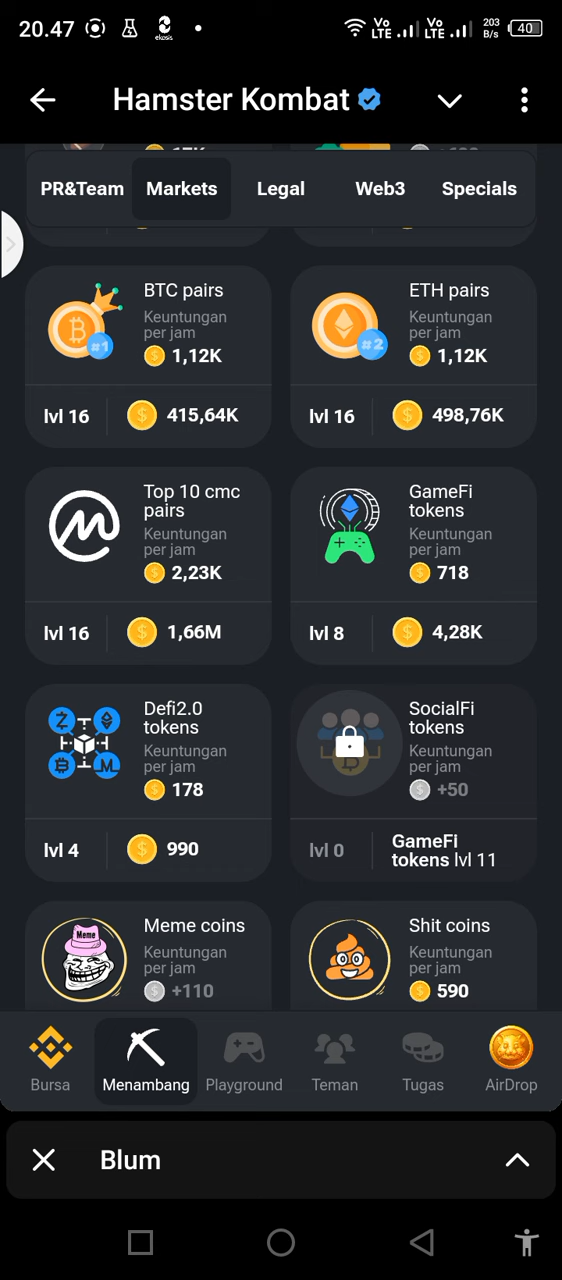 20.47
ekosis
Vo LTE
Vo LTE
203 B/s
40
Hamster Kombat
PR&Team
Markets
Legal
Web3
Specials
BTC pairs
Keuntungan
per jam
1,12K
#1
lvl 16
415,64K
ETH pairs
Keuntungan
per jam
1,12K
#2
lvl 16
498,76K
Top 10 cmc
pairs
Keuntungan
per jam
2,23K
lvl 16
1,66M
GameFi
tokens
Keuntungan
per jam
718
lvl 8
4,28K
Defi2.0
tokens
Keuntungan
per jam
178
lvl 4
990
SocialFi
tokens
Keuntungan
per jam
+50
lvl 0
GameFi
tokens lvl 11
Meme
Meme coins
Keuntungan
per jam
+110
Shit coins
Keuntungan
per jam
590
Bursa
Menambang
Playground
Teman
Tugas
AirDrop
Blum